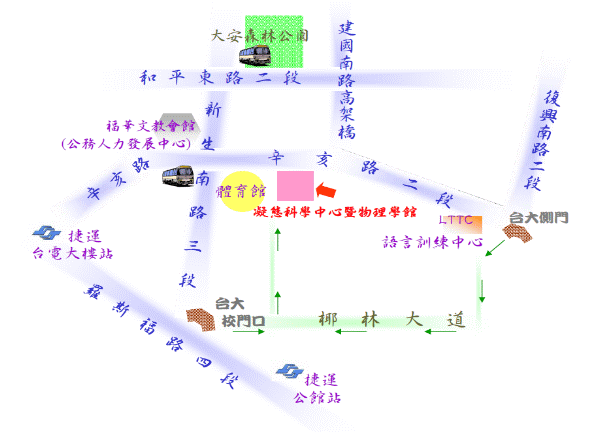 大安森林公園
建國南路高架橋
和平東路二段
復興南路二段
新生南路三段
福華文教會館
(公務人力發展中心)
辛亥路
辛亥路二段
體育館
凝態科學中心暨物理學館
LTTC
語言訓練中心
台大側門
捷運
台電大樓站
羅斯福路四段
台大
校門口
椰林大道
捷運
公館站